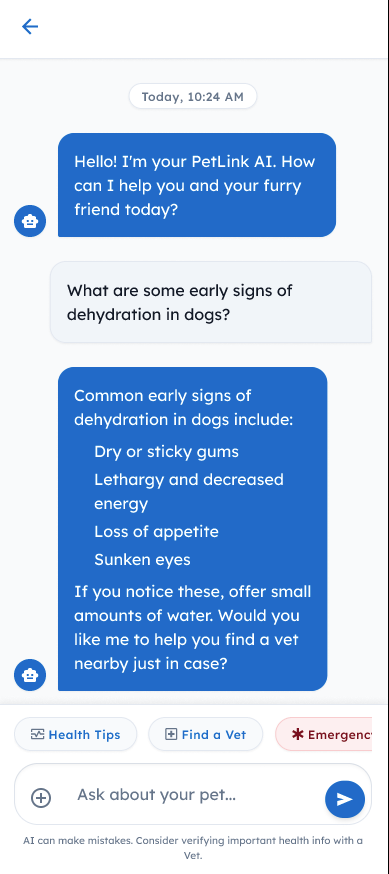 Today, 10:24 AM
Hello! I'm your PetLink AI. How
can I help you and your furry
friend today?
What are some early signs of
dehydration in dogs?
Common early signs of
dehydration in dogs include:
Dry or sticky gums
Lethargy and decreased
energy
Loss of appetite
Sunken eyes
If you notice these, offer small
amounts of water. Would you
like me to help you find a vet
nearby just in case?
Health Tips
Find a Vet
Emergenc
Ask about your pet...
AI can make mistakes. Consider verifying important health info with a
Vet.